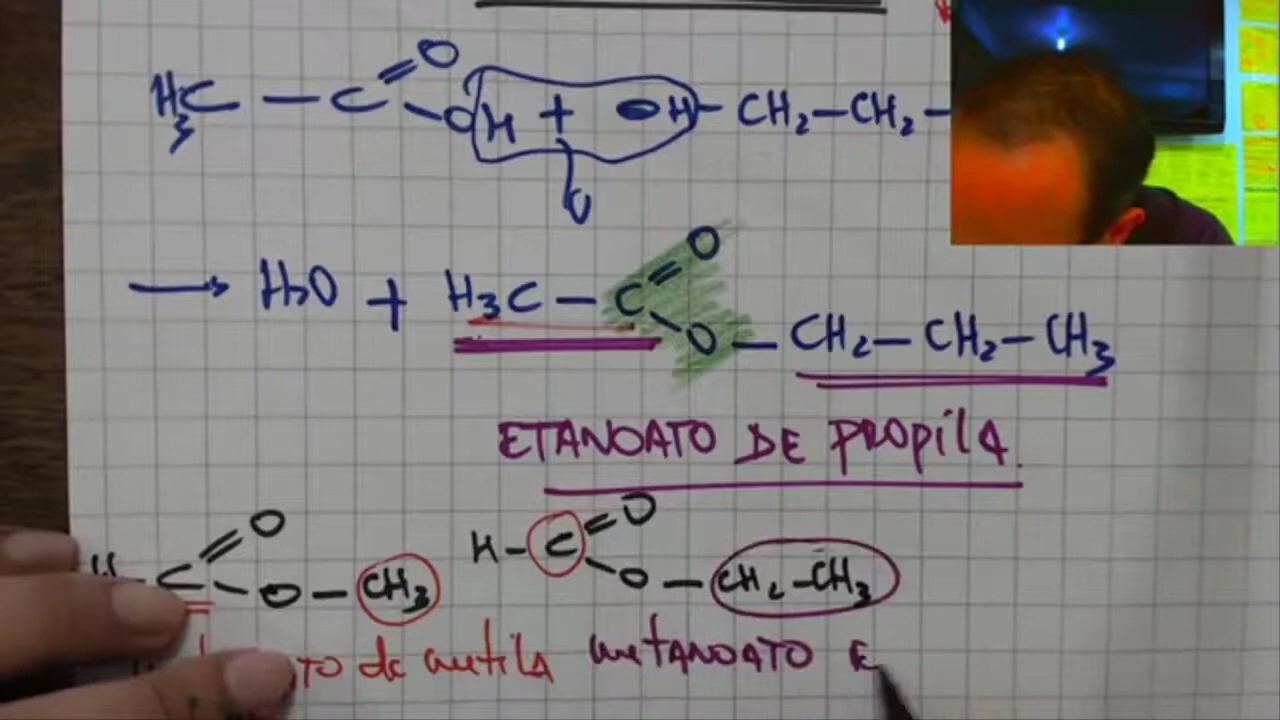 H₃C — C = O OH + OH — CH₂ — CH₂ —
→ H₂O + H₃C — C = O O — CH₂ — CH₂ — CH₃
ETANOATO DE PROPILA
C = O O — CH₃ H — C = O O — CH₂ — CH₃
TO de metila metANOATO E